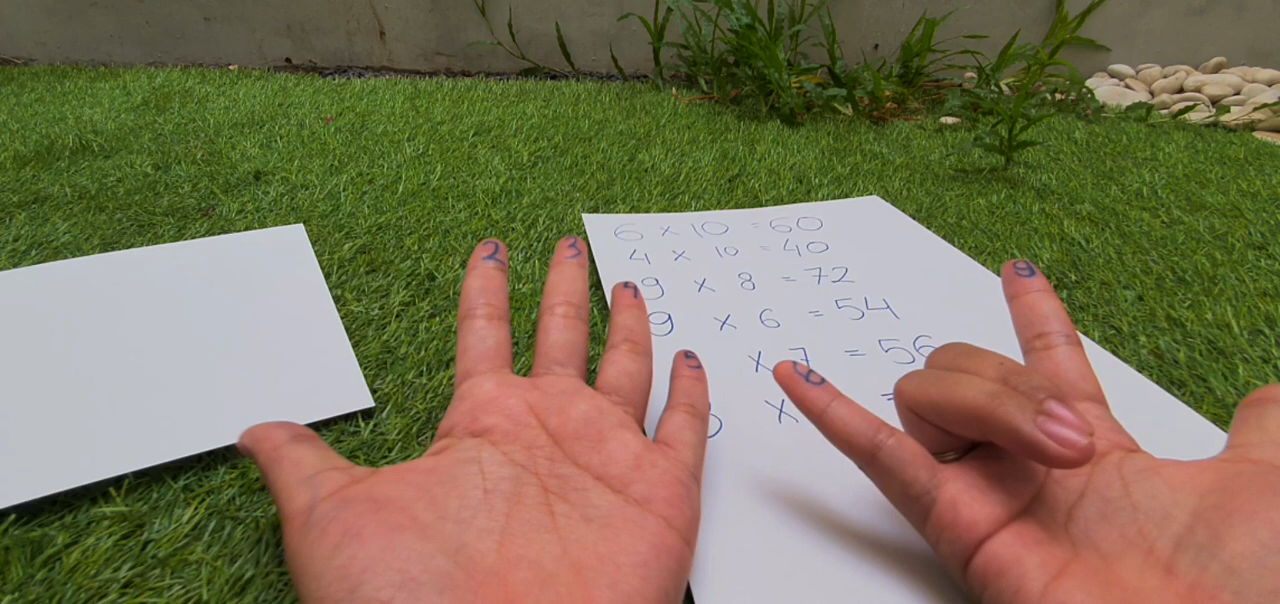 6 × 10 = 60
4 × 10 = 40
9 × 8 = 72
9 × 6 = 54
× 7 = 56
× =
2
3
4
5
6
9